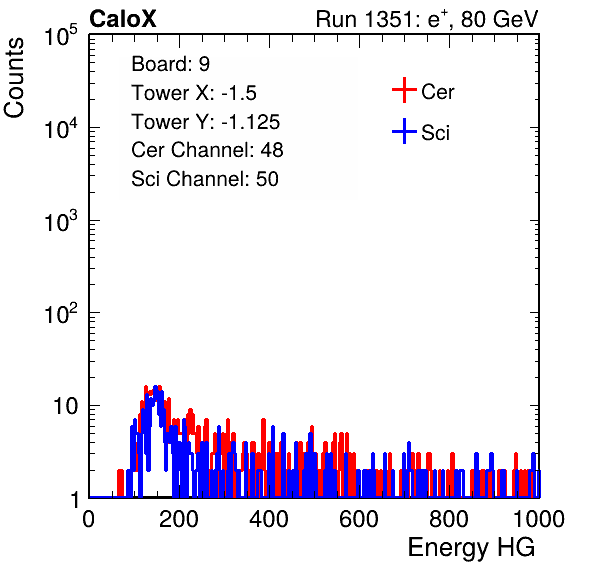 CaloX Run 1351: e⁺, 80 GeV
Counts
10⁵
10⁴
10³
10²
10
1
Board: 9
Tower X: -1.5
Tower Y: -1.125
Cer Channel: 48
Sci Channel: 50
Cer
Sci
0 200 400 600 800 1000
Energy HG